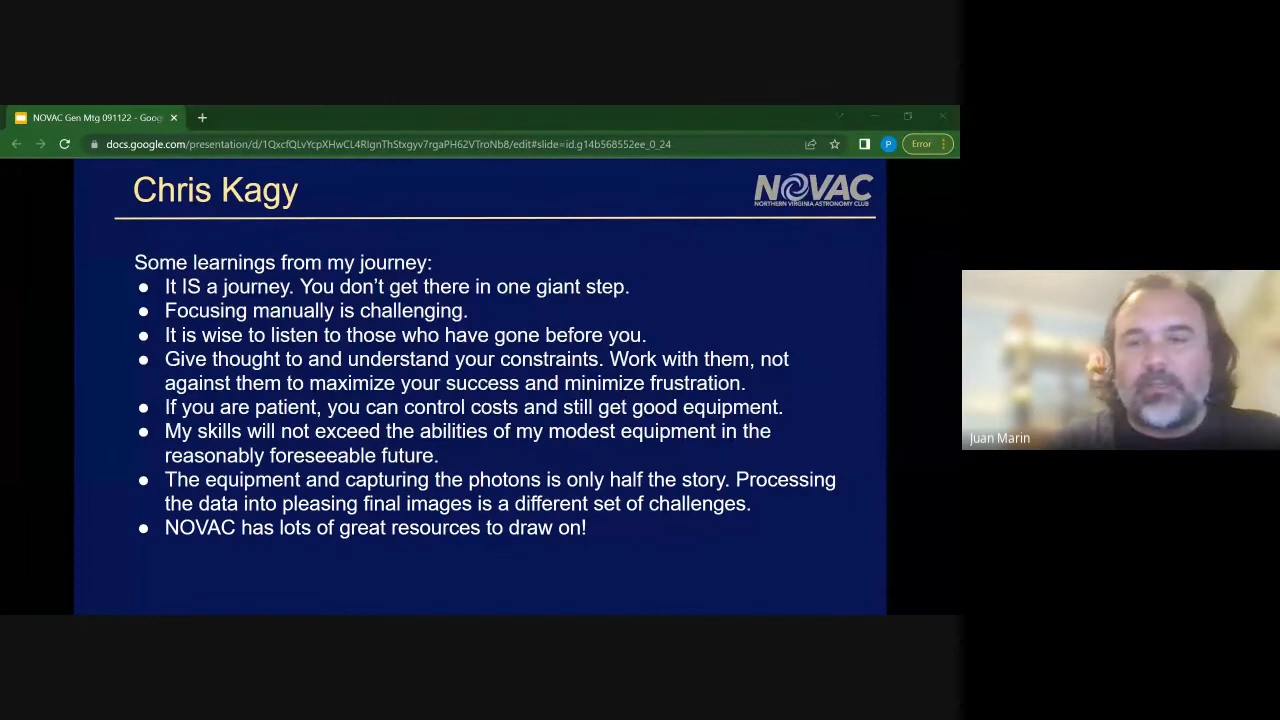 NOVAC Gen Mtg 091122 - Goog
docs.google.com/presentation/d/1QxcfQLvYcpXHwCL4RIgnThStxgyv7rgaPH62VTroNb8/edit#slide=id.g14b568552ee_0_24
P
Error
Chris Kagy
NOVAC
NORTHERN VIRGINIA ASTRONOMY CLUB
Some learnings from my journey:
● It IS a journey. You don’t get there in one giant step.
● Focusing manually is challenging.
● It is wise to listen to those who have gone before you.
● Give thought to and understand your constraints. Work with them, not
against them to maximize your success and minimize frustration.
● If you are patient, you can control costs and still get good equipment.
● My skills will not exceed the abilities of my modest equipment in the
reasonably foreseeable future.
● The equipment and capturing the photons is only half the story. Processing
the data into pleasing final images is a different set of challenges.
● NOVAC has lots of great resources to draw on!
Juan Marin